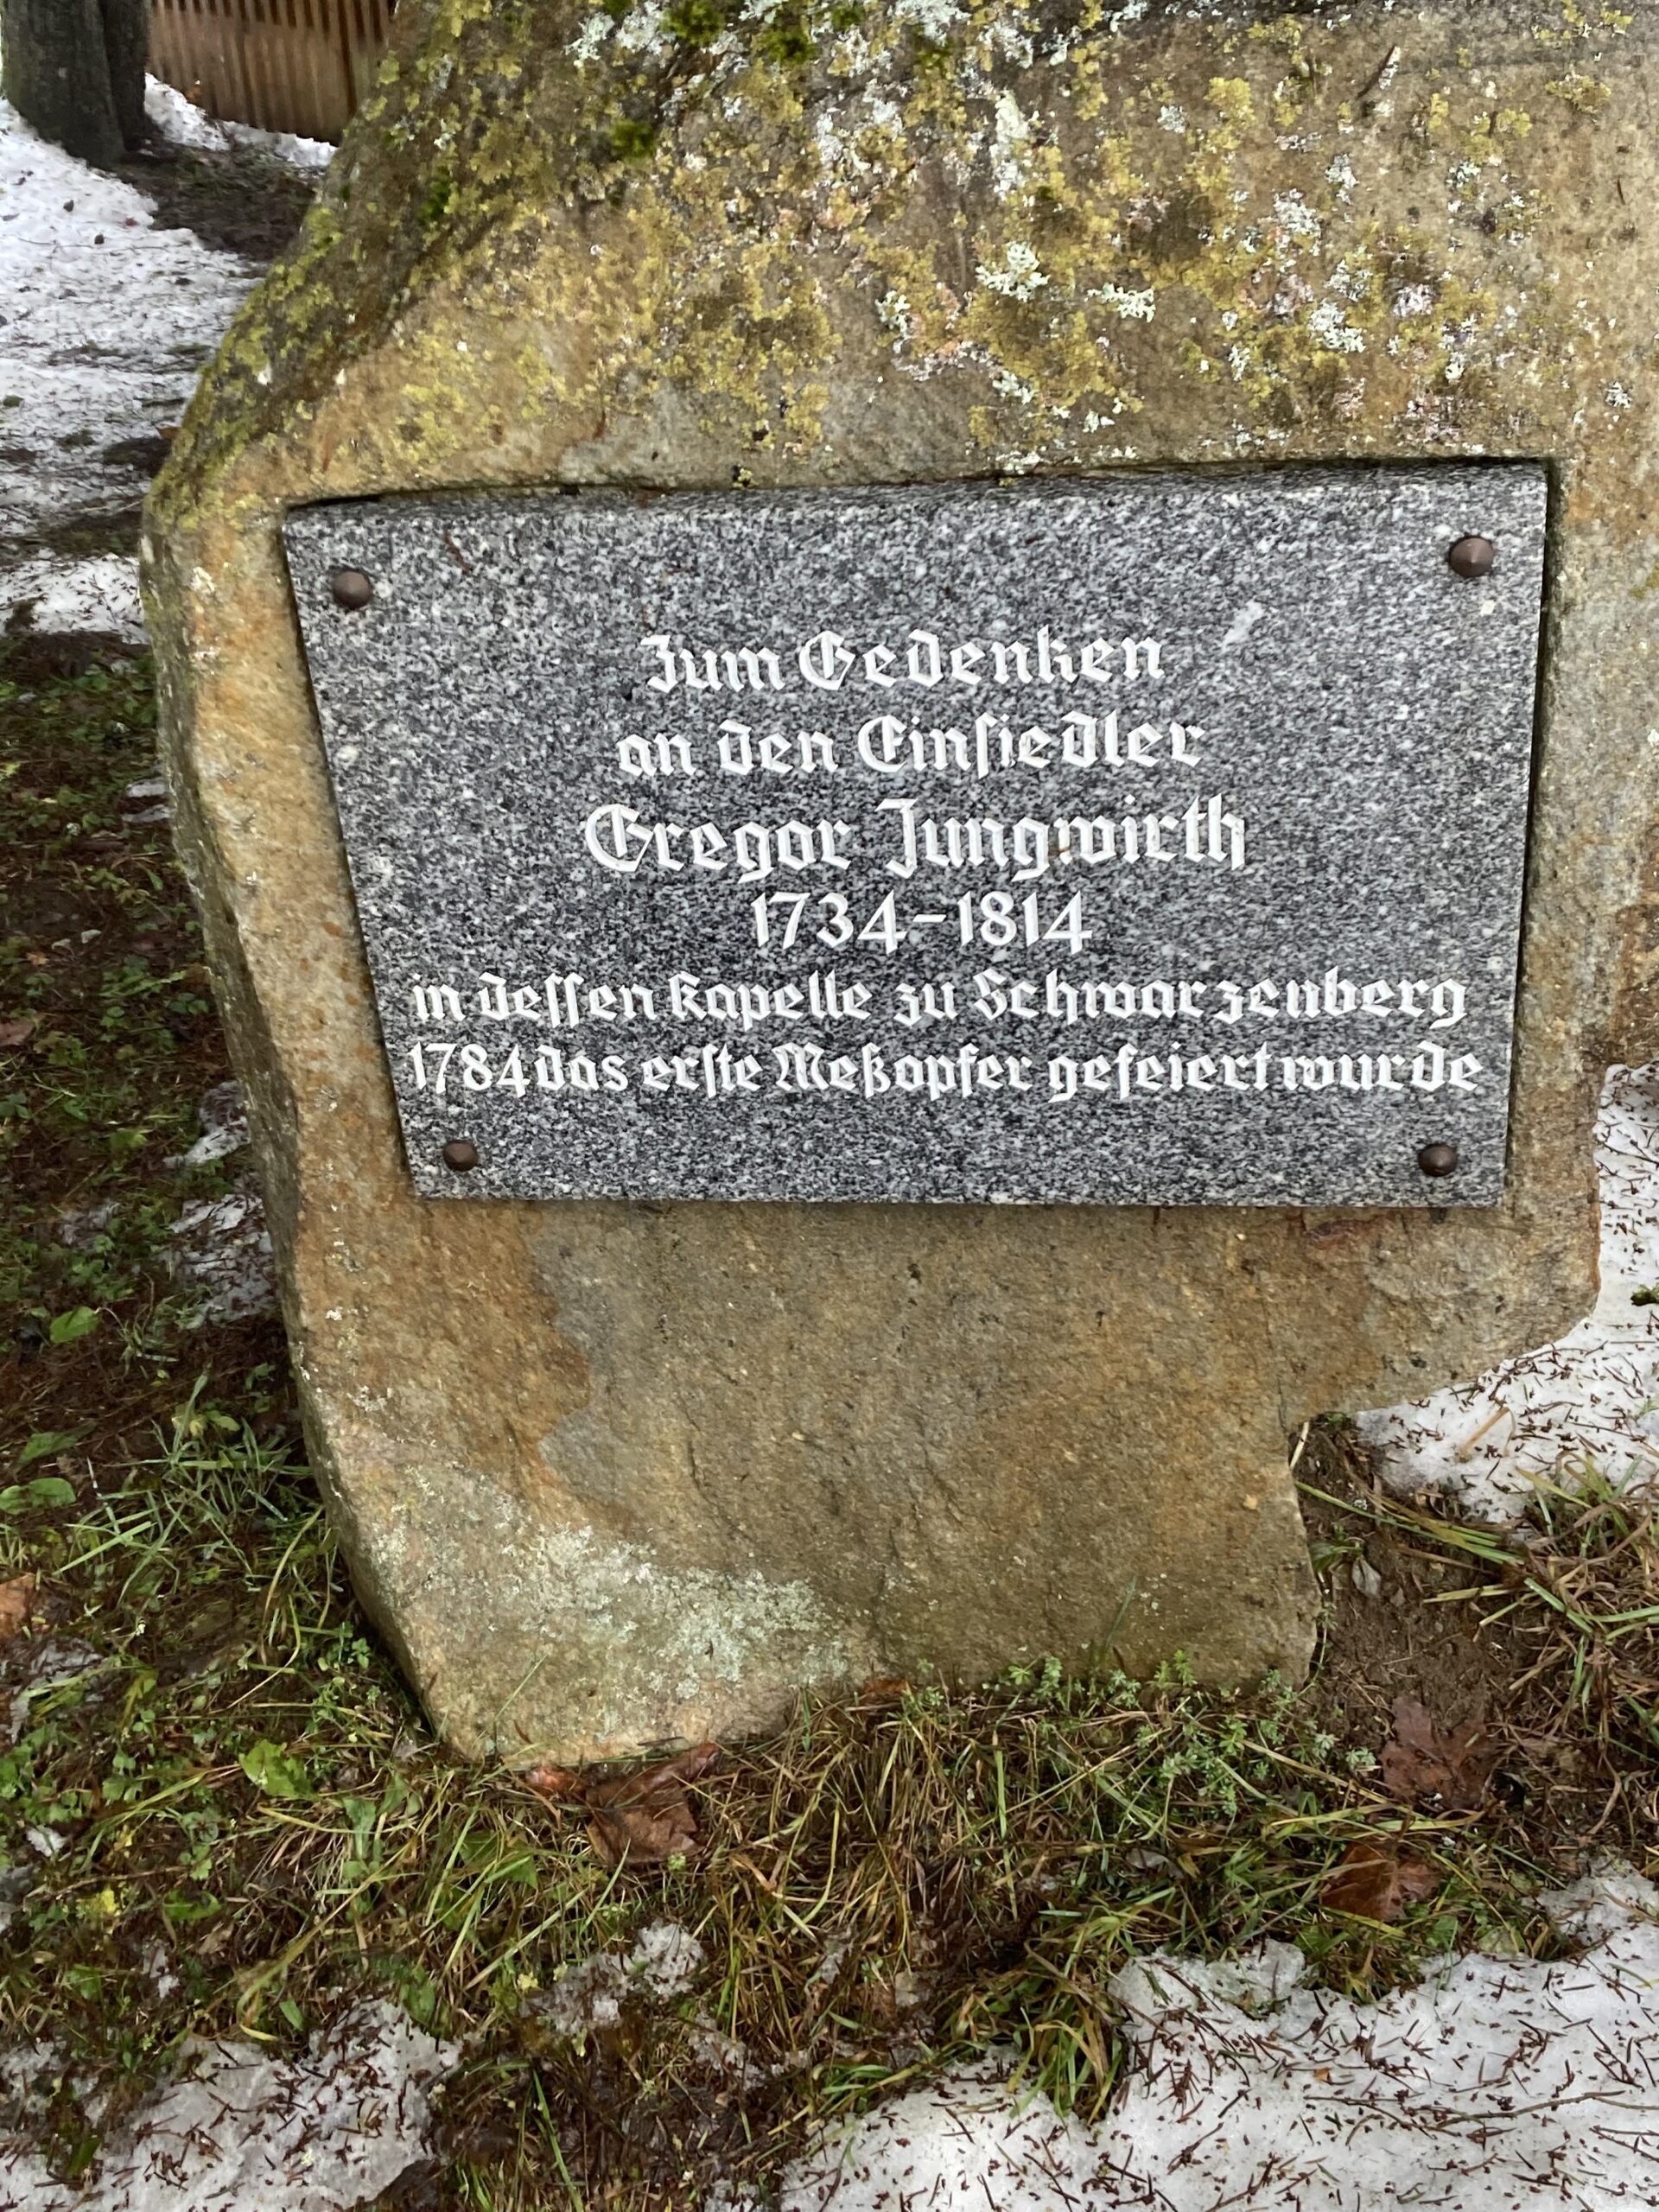 Zum Gedenken
an den Einsiedler
Gregor Jungwirth
1734-1814
in dessen Kapelle zu Schwarzenberg
1784 das erste Meßopfer gefeiert wurde